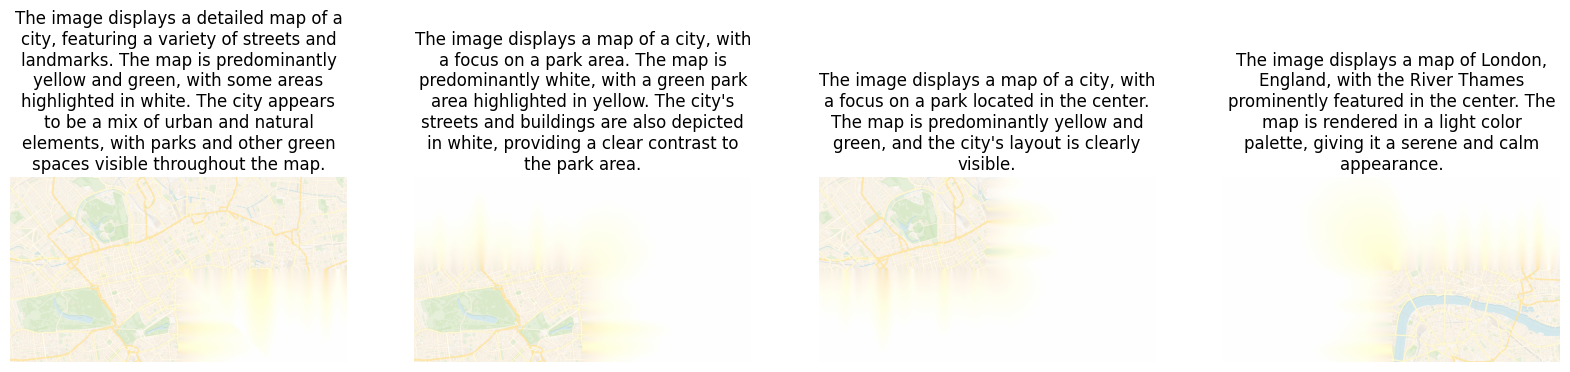 The image displays a detailed map of a
city, featuring a variety of streets and
landmarks. The map is predominantly
yellow and green, with some areas
highlighted in white. The city appears
to be a mix of urban and natural
elements, with parks and other green
spaces visible throughout the map.
The image displays a map of a city, with
a focus on a park area. The map is
predominantly white, with a green park
area highlighted in yellow. The city's
streets and buildings are also depicted
in white, providing a clear contrast to
the park area.
The image displays a map of a city, with
a focus on a park located in the center.
The map is predominantly yellow and
green, and the city's layout is clearly
visible.
The image displays a map of London,
England, with the River Thames
prominently featured in the center. The
map is rendered in a light color
palette, giving it a serene and calm
appearance.